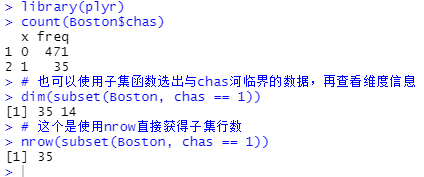 > library(plyr)
> count(Boston$chas)
  x freq
1 0  471
2 1   35
> # 也可以使用子集函数选出与chas河临界的数据，再查看维度信息
> dim(subset(Boston, chas == 1))
[1] 35 14
> # 这个是使用nrow直接获得子集行数
> nrow(subset(Boston, chas == 1))
[1] 35
> |